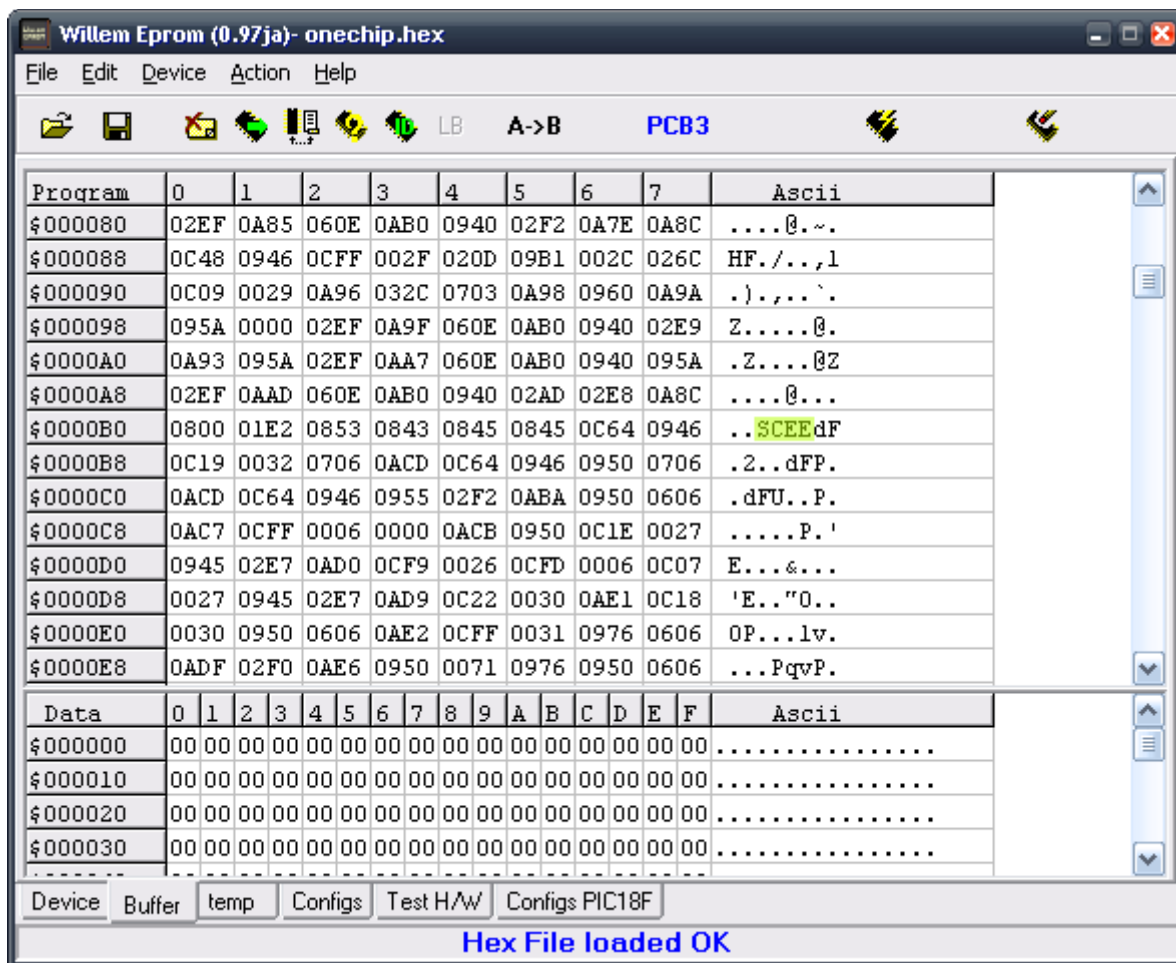 Willem Eprom (0.97ja)- onechip.hex
File Edit Device Action Help
LB A->B PCB3
Program 0 1 2 3 4 5 6 7 Ascii
$000080 02EF 0A85 060E 0AB0 0940 02F2 0A7E 0A8C ....@.~.
$000088 0C48 0946 0CFF 002F 020D 09B1 002C 026C HF./..,l
$000090 0C09 0029 0A96 032C 0703 0A98 0960 0A9A .).,..`.
$000098 095A 0000 02EF 0A9F 060E 0AB0 0940 02E9 Z.....@.
$0000A0 0A93 095A 02EF 0AA7 060E 0AB0 0940 095A .Z....@Z
$0000A8 02EF 0AAD 060E 0AB0 0940 02AD 02E8 0A8C ....@...
$0000B0 0800 01E2 0853 0843 0845 0845 0C64 0946 ..SCEEdF
$0000B8 0C19 0032 0706 0ACD 0C64 0946 0950 0706 .2..dFP.
$0000C0 0ACD 0C64 0946 0955 02F2 0ABA 0950 0606 .dFU..P.
$0000C8 0AC7 0CFF 0006 0000 0ACB 0950 0C1E 0027 .....P.'
$0000D0 0945 02E7 0AD0 0CF9 0026 0CFD 0006 0C07 E...&...
$0000D8 0027 0945 02E7 0AD9 0C22 0030 0AE1 0C18 'E.."0..
$0000E0 0030 0950 0606 0AE2 0CFF 0031 0976 0606 0P...1v.
$0000E8 0ADF 02F0 0AE6 0950 0071 0976 0950 0606 ...PqvP.
Data 0 1 2 3 4 5 6 7 8 9 A B C D E F Ascii
$000000 00 00 00 00 00 00 00 00 00 00 00 00 00 00 00 00 ................
$000010 00 00 00 00 00 00 00 00 00 00 00 00 00 00 00 00 ................
$000020 00 00 00 00 00 00 00 00 00 00 00 00 00 00 00 00 ................
$000030 00 00 00 00 00 00 00 00 00 00 00 00 00 00 00 00 ................
Device Buffer temp Configs Test H/W Configs PIC18F
Hex File loaded OK